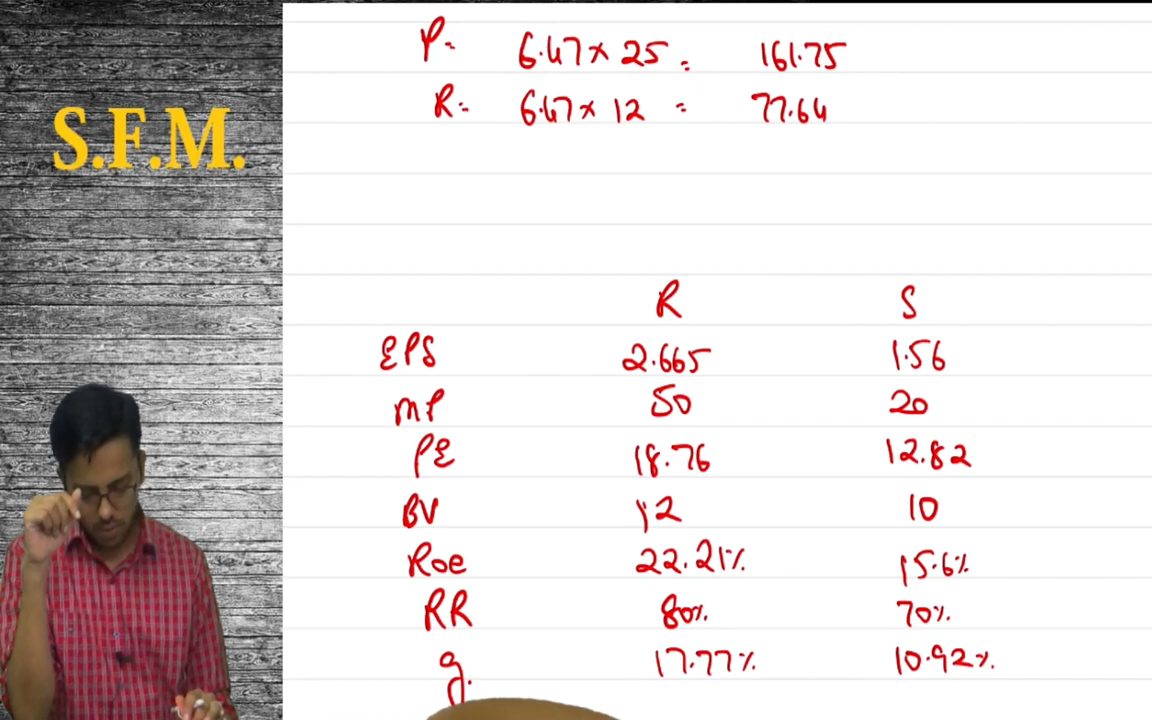 S.F.M.
P= 6.47 x 25 = 161.75
R= 6.47 x 12 = 77.64
R S
EPS 2.665 1.56
MP 50 20
PE 18.76 12.82
BV 12 10
Roe 22.21% 15.6%
RR 80% 70%
g. 17.77% 10.92%